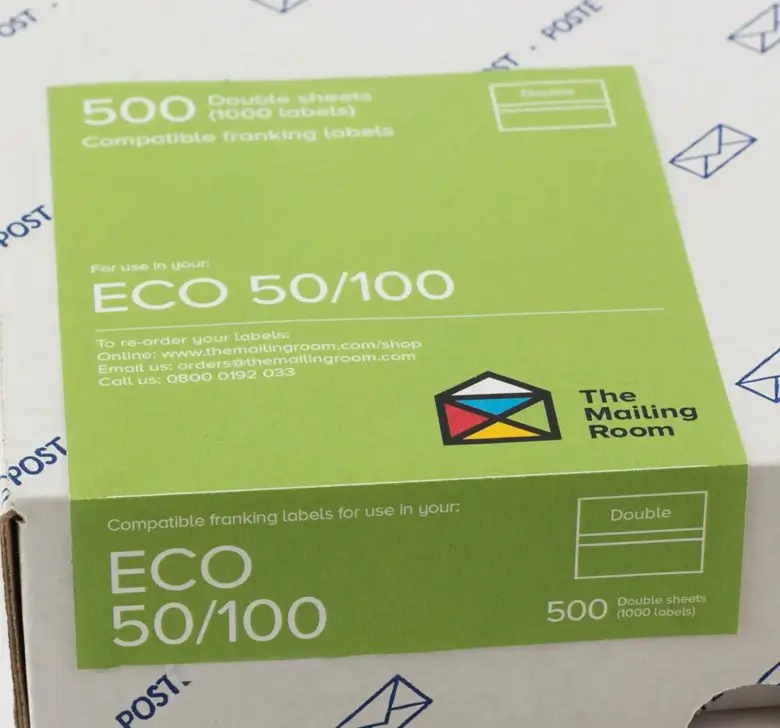 POST · POSTE
500 Double sheets
(1000 labels)
Compatible franking labels
Double
POST
For use in your:
ECO 50/100
To re-order your labels:
Online: www.themailingroom.com/shop
Email us: orders@themailingroom.com
Call us: 0800 0192 033
The
Mailing
Room
POST
Compatible franking labels for use in your:
ECO
50/100
Double
500 Double sheets
(1000 labels)
POST